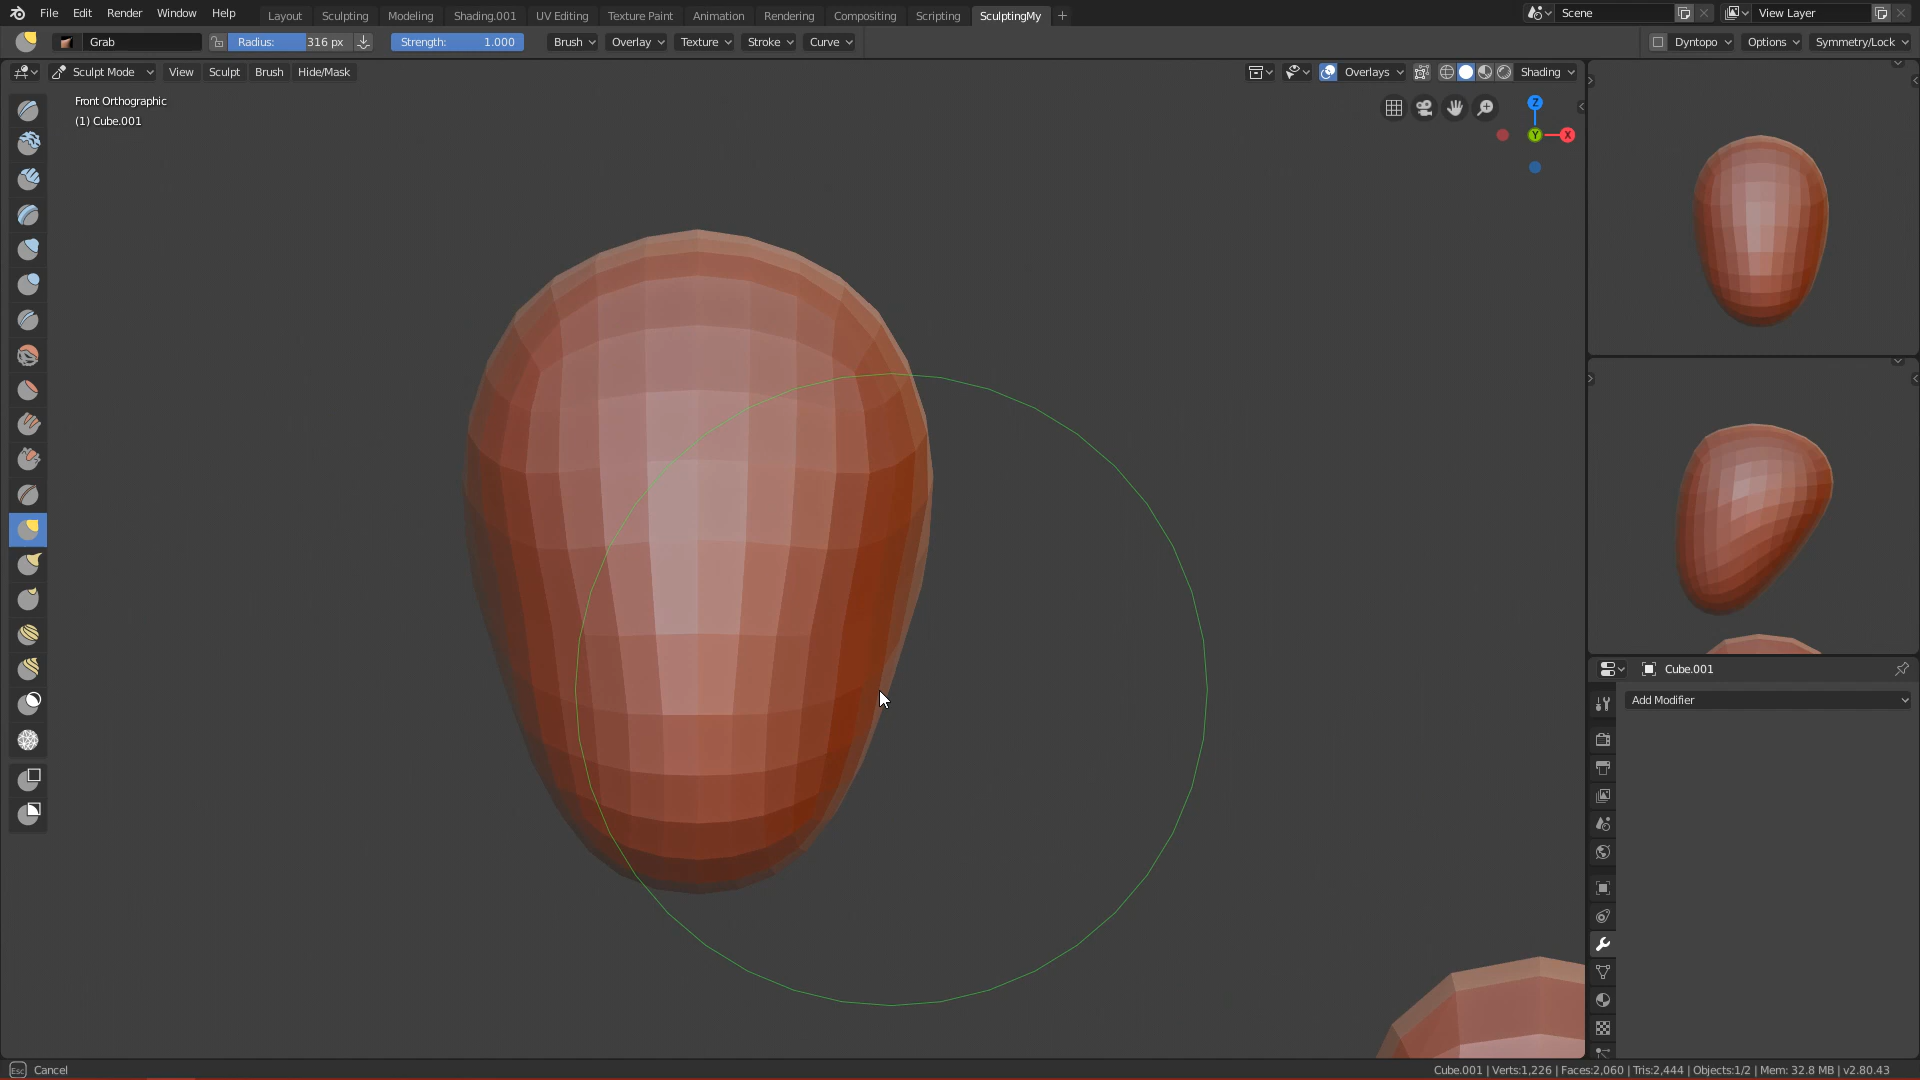 File Edit Render Window Help Layout Sculpting Modeling Shading.001 UV Editing Texture Paint Animation Rendering Compositing Scripting SculptingMy + Scene View Layer
Grab Radius: 316 px Strength: 1.000 Brush Overlay Texture Stroke Curve Dyntopo Options Symmetry/Lock
Sculpt Mode View Sculpt Brush Hide/Mask Overlays Shading
Front Orthographic
(1) Cube.001
Z
Y
X
Cube.001
Add Modifier
Esc Cancel Cube.001 | Verts:1,226 | Faces:2,060 | Tris:2,444 | Objects:1/2 | Mem: 32.8 MB | v2.80.43